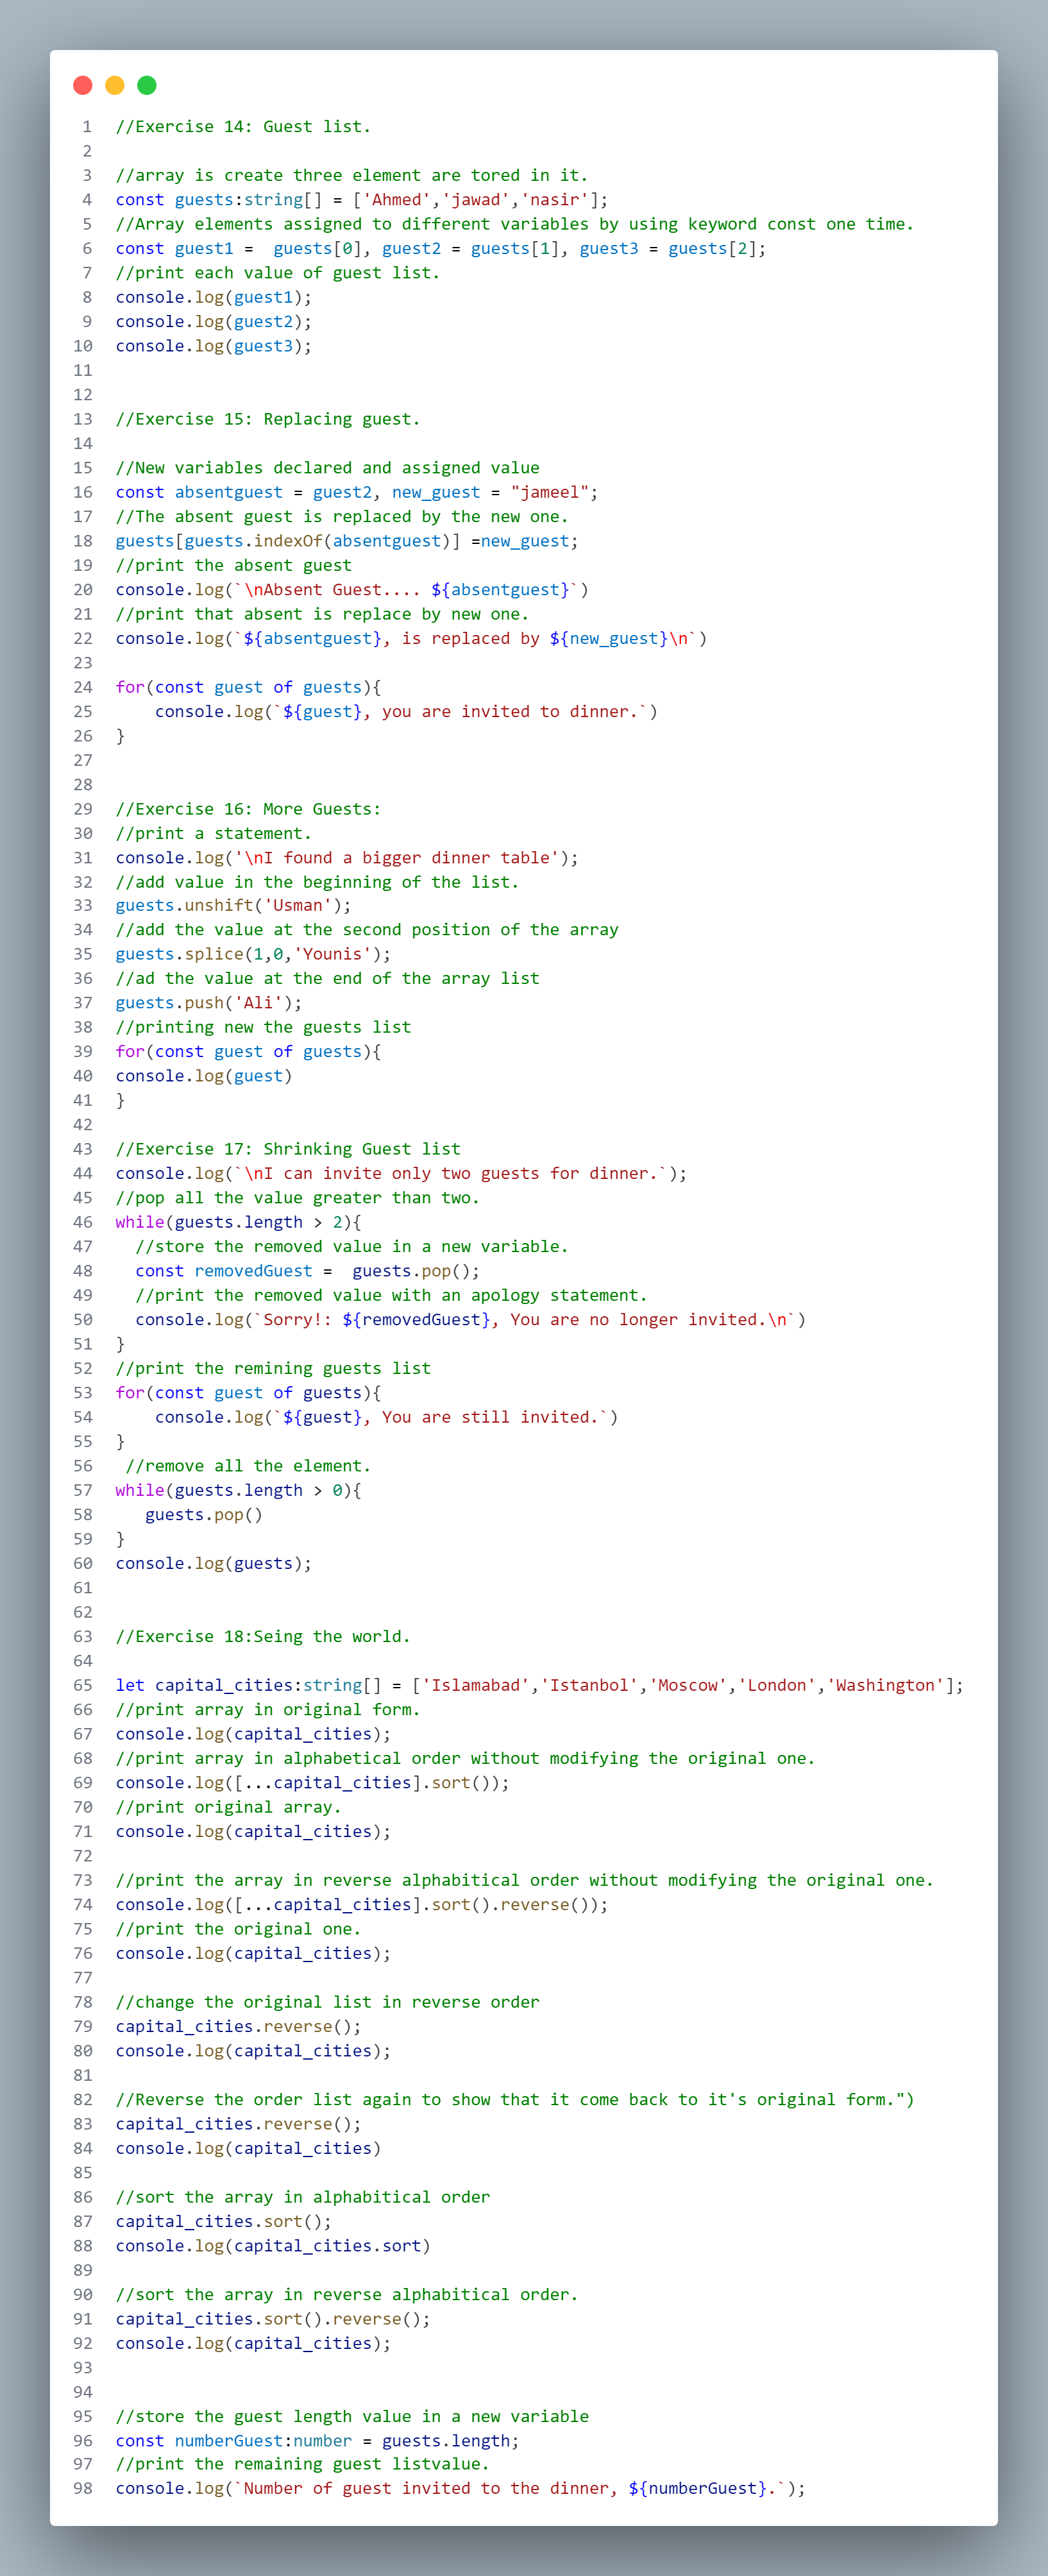 1 //Exercise 14: Guest list.
2
3 //array is create three element are tored in it.
4 const guests:string[] = ['Ahmed','jawad','nasir'];
5 //Array elements assigned to different variables by using keyword const one time.
6 const guest1 =  guests[0], guest2 = guests[1], guest3 = guests[2];
7 //print each value of guest list.
8 console.log(guest1);
9 console.log(guest2);
10 console.log(guest3);
11
12
13 //Exercise 15: Replacing guest.
14
15 //New variables declared and assigned value
16 const absentguest = guest2, new_guest = "jameel";
17 //The absent guest is replaced by the new one.
18 guests[guests.indexOf(absentguest)] =new_guest;
19 //print the absent guest
20 console.log(`\nAbsent Guest.... ${absentguest}`)
21 //print that absent is replace by new one.
22 console.log(`${absentguest}, is replaced by ${new_guest}\n`)
23
24 for(const guest of guests){
25     console.log(`${guest}, you are invited to dinner.`)
26 }
27
28
29 //Exercise 16: More Guests:
30 //print a statement.
31 console.log('\nI found a bigger dinner table');
32 //add value in the beginning of the list.
33 guests.unshift('Usman');
34 //add the value at the second position of the array
35 guests.splice(1,0,'Younis');
36 //ad the value at the end of the array list
37 guests.push('Ali');
38 //printing new the guests list
39 for(const guest of guests){
40 console.log(guest)
41 }
42
43 //Exercise 17: Shrinking Guest list
44 console.log(`\nI can invite only two guests for dinner.`);
45 //pop all the value greater than two.
46 while(guests.length > 2){
47   //store the removed value in a new variable.
48   const removedGuest =  guests.pop();
49   //print the removed value with an apology statement.
50   console.log(`Sorry!: ${removedGuest}, You are no longer invited.\n`)
51 }
52 //print the remining guests list
53 for(const guest of guests){
54     console.log(`${guest}, You are still invited.`)
55 }
56  //remove all the element.
57 while(guests.length > 0){
58    guests.pop()
59 }
60 console.log(guests);
61
62
63 //Exercise 18:Seing the world.
64
65 let capital_cities:string[] = ['Islamabad','Istanbol','Moscow','London','Washington'];
66 //print array in original form.
67 console.log(capital_cities);
68 //print array in alphabetical order without modifying the original one.
69 console.log([...capital_cities].sort());
70 //print original array.
71 console.log(capital_cities);
72
73 //print the array in reverse alphabitical order without modifying the original one.
74 console.log([...capital_cities].sort().reverse());
75 //print the original one.
76 console.log(capital_cities);
77
78 //change the original list in reverse order
79 capital_cities.reverse();
80 console.log(capital_cities);
81
82 //Reverse the order list again to show that it come back to it's original form.")
83 capital_cities.reverse();
84 console.log(capital_cities)
85
86 //sort the array in alphabitical order
87 capital_cities.sort();
88 console.log(capital_cities.sort)
89
90 //sort the array in reverse alphabitical order.
91 capital_cities.sort().reverse();
92 console.log(capital_cities);
93
94
95 //store the guest length value in a new variable
96 const numberGuest:number = guests.length;
97 //print the remaining guest listvalue.
98 console.log(`Number of guest invited to the dinner, ${numberGuest}.`);